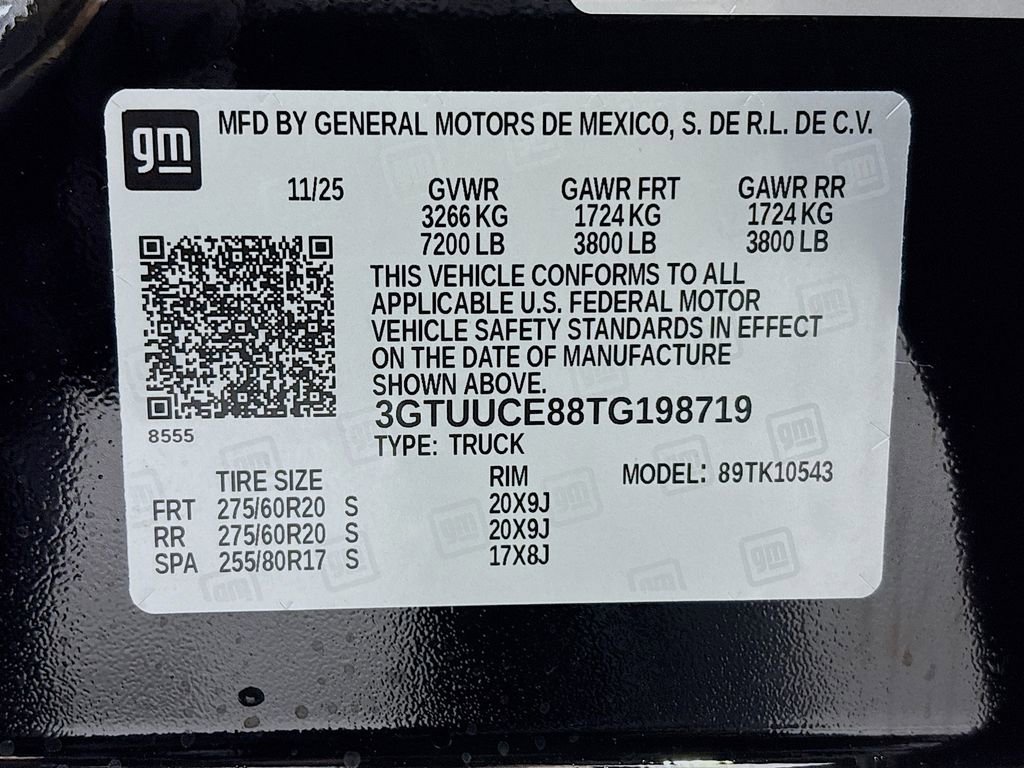 gm
MFD BY GENERAL MOTORS DE MEXICO, S. DE R.L. DE C.V.
11/25 GVWR GAWR FRT GAWR RR
3266 KG 1724 KG 1724 KG
7200 LB 3800 LB 3800 LB
THIS VEHICLE CONFORMS TO ALL
APPLICABLE U.S. FEDERAL MOTOR
VEHICLE SAFETY STANDARDS IN EFFECT
ON THE DATE OF MANUFACTURE
SHOWN ABOVE.
3GTUUCE88TG198719
8555
TYPE: TRUCK
TIRE SIZE RIM MODEL: 89TK10543
FRT 275/60R20 S 20X9J
RR 275/60R20 S 20X9J
SPA 255/80R17 S 17X8J